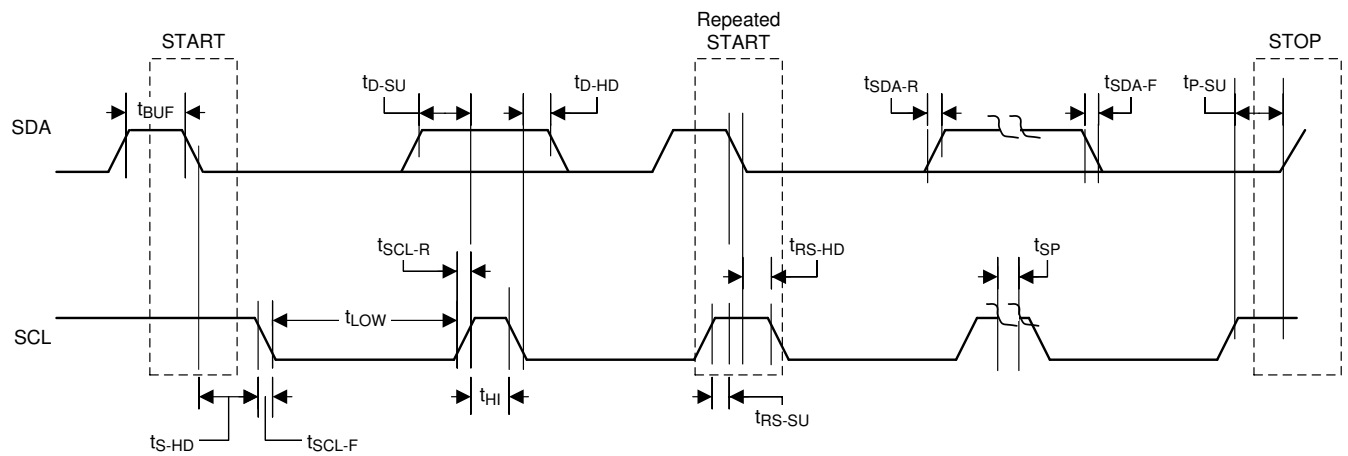 START
Repeated
START
STOP
tBUF
tD-SU
tD-HD
tSDA-R
tSDA-F
tP-SU
SDA
tSCL-R
tRS-HD
tSP
tLOW
SCL
tHI
tRS-SU
tS-HD
tSCL-F